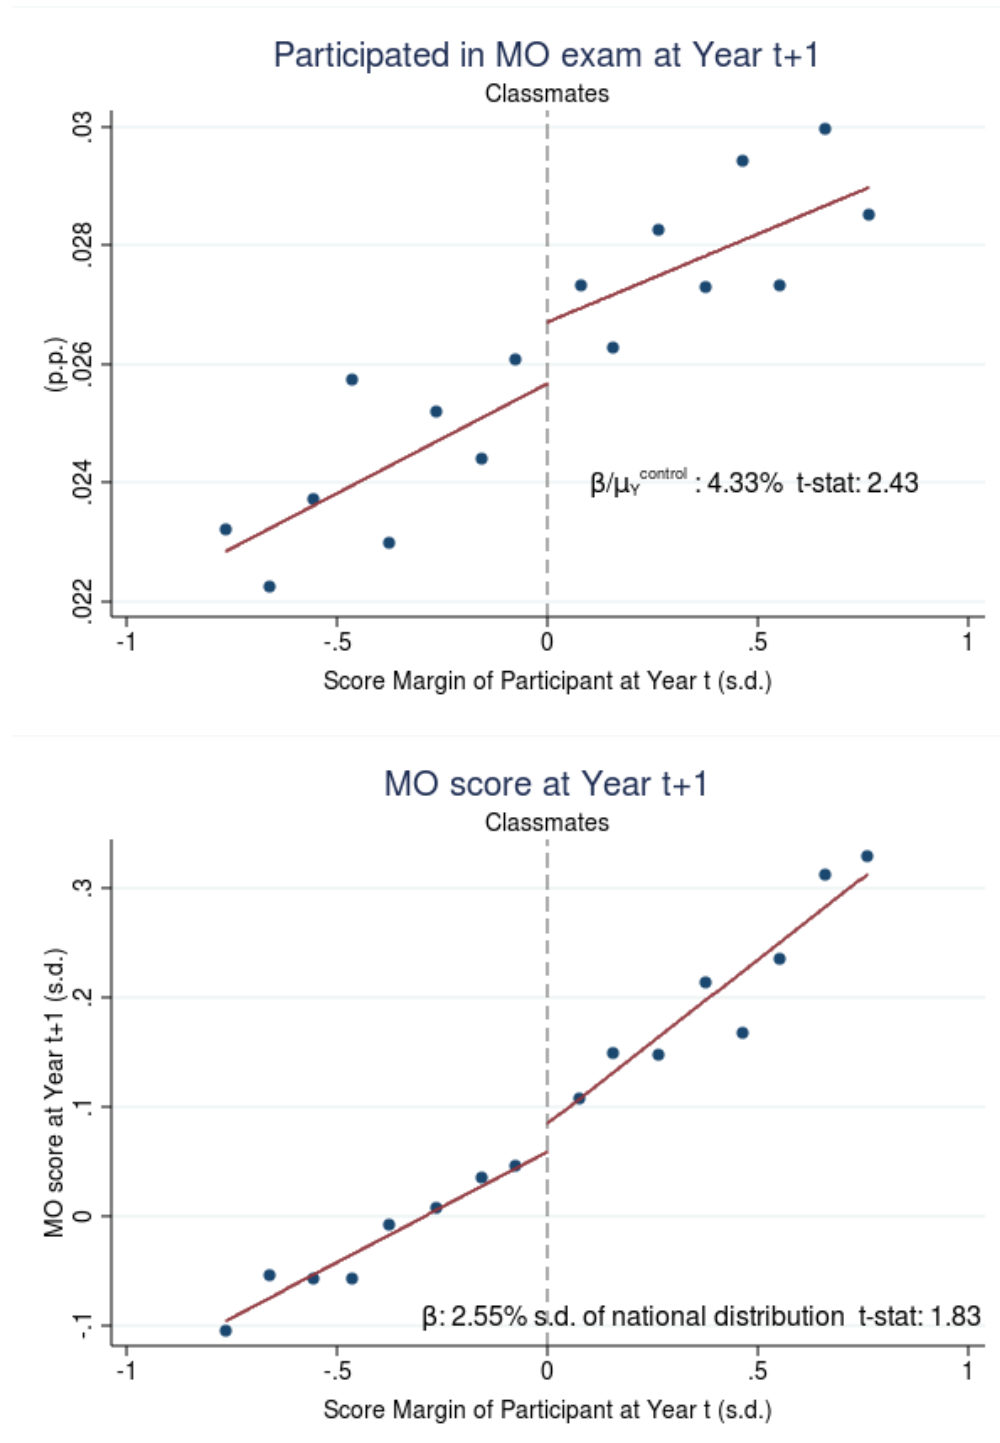 Participated in MO exam at Year t+1
Classmates
(p.p.)
.03
.028
.026
.024
.022
β/μ_Y^control : 4.33% t-stat: 2.43
-1 -.5 0 .5 1
Score Margin of Participant at Year t (s.d.)
MO score at Year t+1
Classmates
MO score at Year t+1 (s.d.)
.3
.2
.1
0
-.1
β: 2.55% s.d. of national distribution t-stat: 1.83
-1 -.5 0 .5 1
Score Margin of Participant at Year t (s.d.)